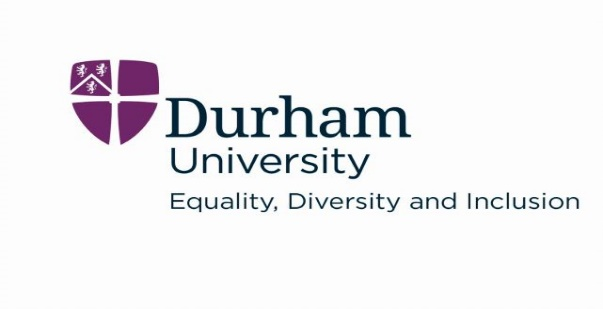 Durham
University
Equality, Diversity and Inclusion